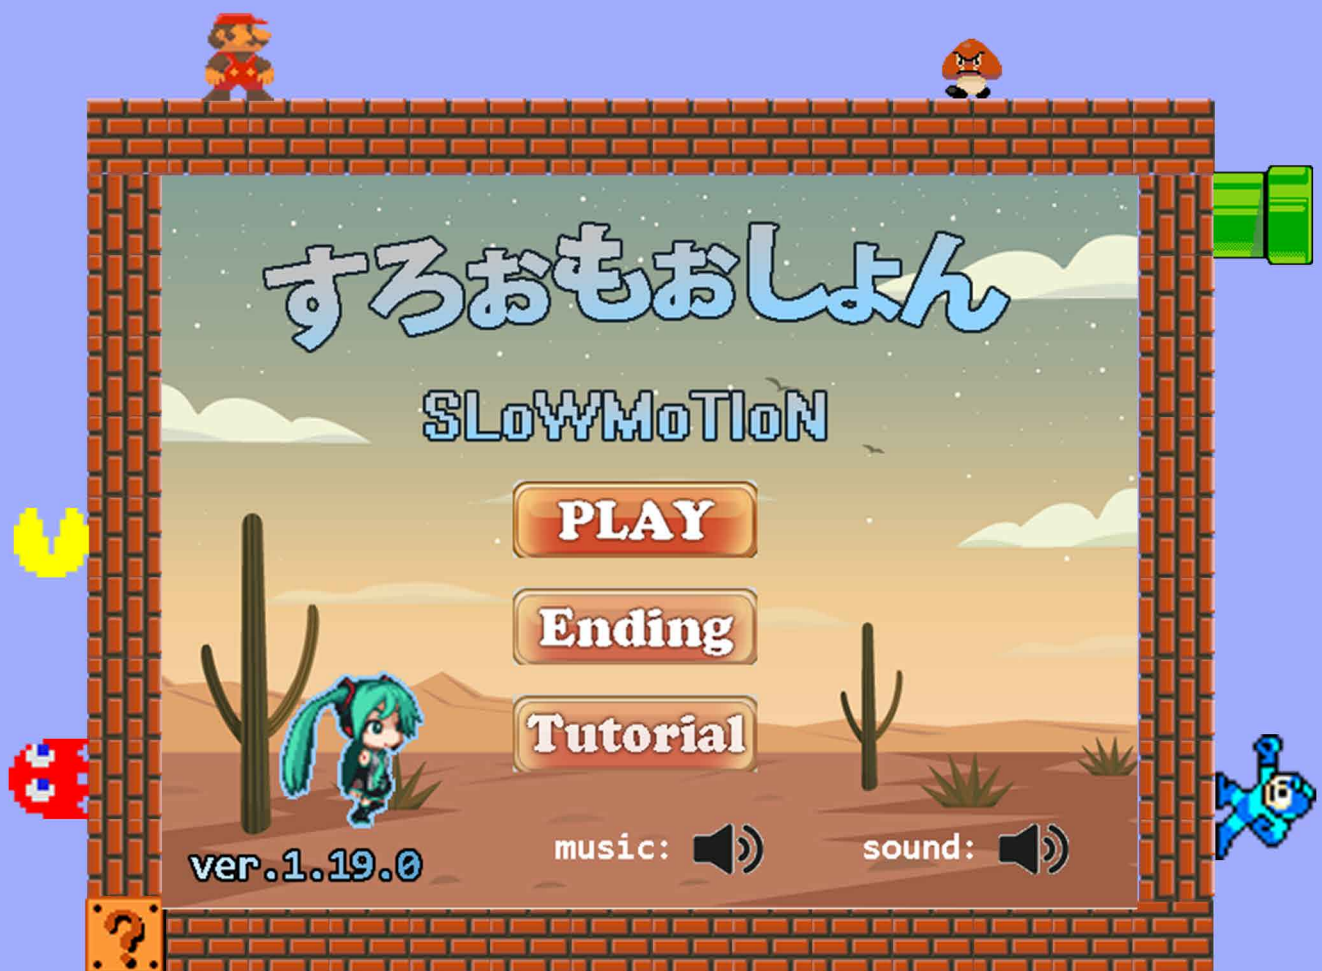 すろぉもぉしょん
SLoWMoTIoN
PLAY
Ending
Tutorial
music:
sound:
ver.1.19.0
?